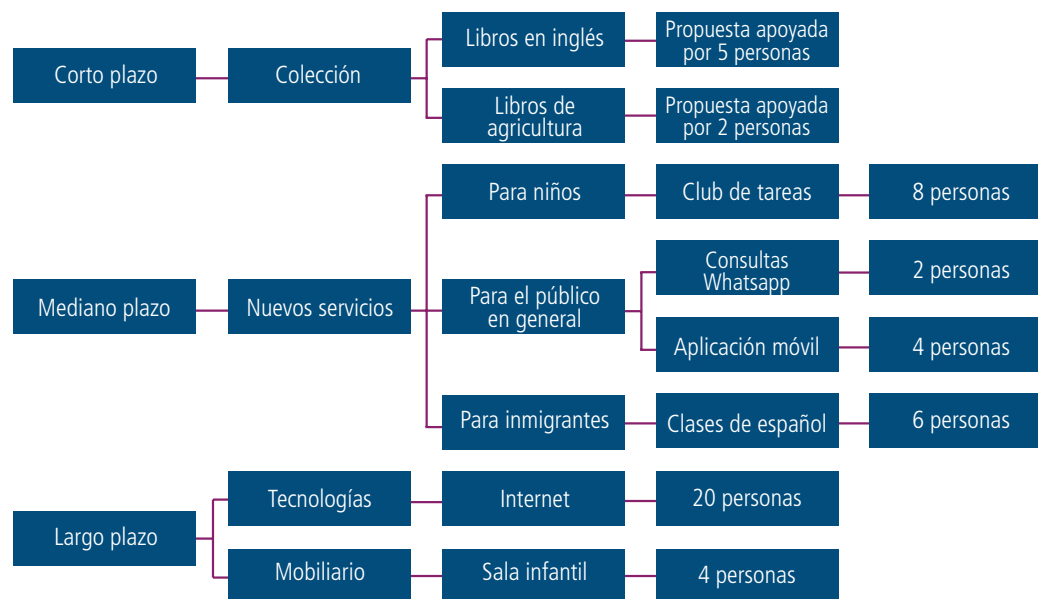 Corto plazo
Colección
Libros en inglés
Propuesta apoyada
por 5 personas
Libros de
agricultura
Propuesta apoyada
por 2 personas
Mediano plazo
Nuevos servicios
Para niños
Club de tareas
8 personas
Para el público
en general
Consultas
Whatsapp
2 personas
Aplicación móvil
4 personas
Para inmigrantes
Clases de español
6 personas
Largo plazo
Tecnologías
Internet
20 personas
Mobiliario
Sala infantil
4 personas